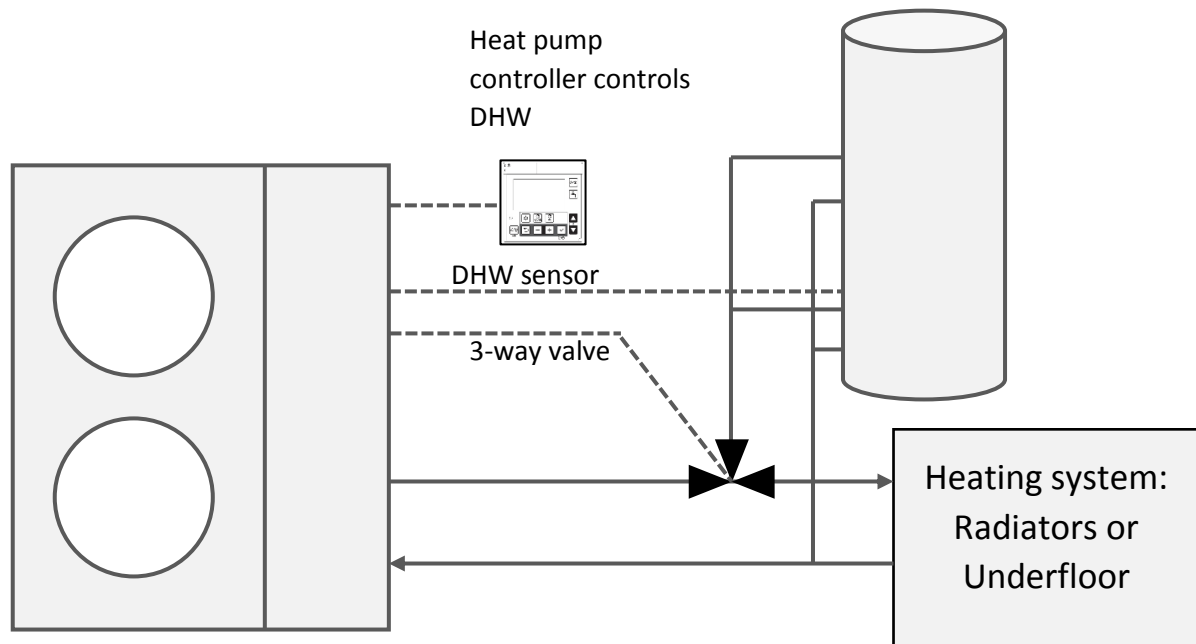 Heat pump
controller controls
DHW
DHW sensor
3-way valve
Heating system:
Radiators or
Underfloor